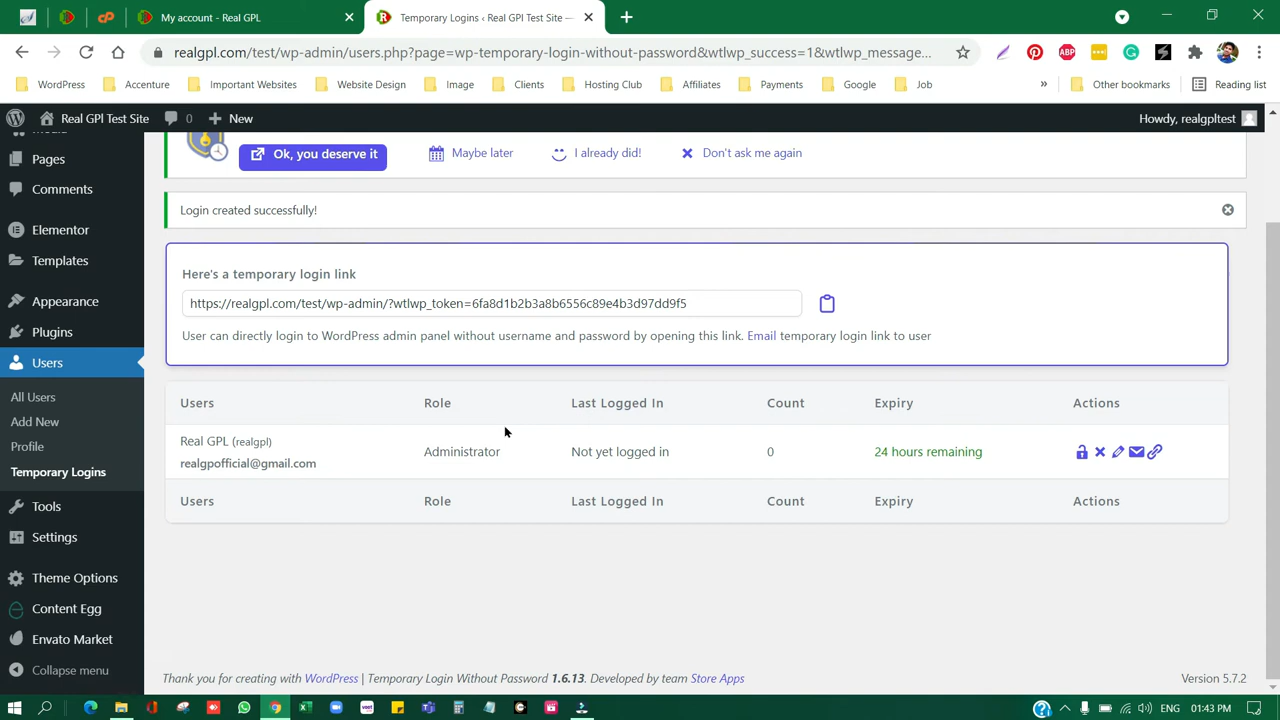 My account - Real GPL
Temporary Logins ‹ Real GPl Test Site —
realgpl.com/test/wp-admin/users.php?page=wp-temporary-login-without-password&wtlwp_success=1&wtlwp_message...
WordPress
Accenture
Important Websites
Website Design
Image
Clients
Hosting Club
Affiliates
Payments
Google
Job
»
Other bookmarks
Reading list
Real GPl Test Site
0
New
Howdy, realgpltest
Pages
Comments
Elementor
Templates
Appearance
Plugins
Users
All Users
Add New
Profile
Temporary Logins
Tools
Settings
Theme Options
Content Egg
Envato Market
Collapse menu
Ok, you deserve it
Maybe later
I already did!
Don't ask me again
Login created successfully!
Here's a temporary login link
https://realgpl.com/test/wp-admin/?wtlwp_token=6fa8d1b2b3a8b6556c89e4b3d97dd9f5
User can directly login to WordPress admin panel without username and password by opening this link. Email temporary login link to user
Users Role Last Logged In Count Expiry Actions
Real GPL (realgpl)
realgpofficial@gmail.com
Administrator Not yet logged in 0 24 hours remaining
Users Role Last Logged In Count Expiry Actions
Thank you for creating with WordPress | Temporary Login Without Password 1.6.13. Developed by team Store Apps
Version 5.7.2
ENG 01:43 PM